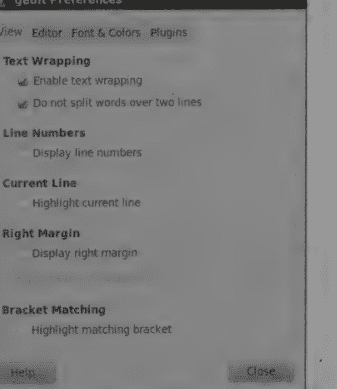 gedit Preferences
View Editor Font & Colors Plugins
Text Wrapping
Enable text wrapping
Do not split words over two lines
Line Numbers
Display line numbers
Current Line
Highlight current line
Right Margin
Display right margin
Bracket Matching
Highlight matching bracket
Help
Close